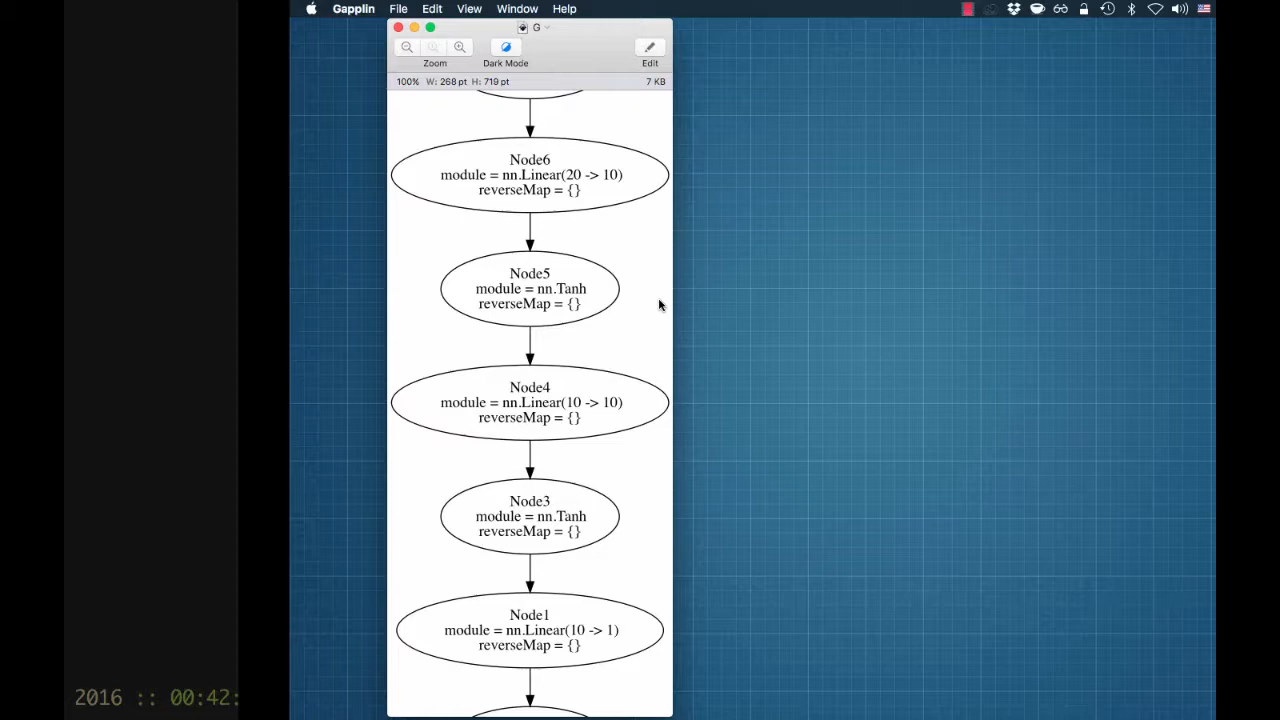 Gapplin File Edit View Window Help
G
Zoom Dark Mode Edit
100% W: 268 pt H: 719 pt 7 KB
Node6
module = nn.Linear(20 -> 10)
reverseMap = {}
Node5
module = nn.Tanh
reverseMap = {}
Node4
module = nn.Linear(10 -> 10)
reverseMap = {}
Node3
module = nn.Tanh
reverseMap = {}
Node1
module = nn.Linear(10 -> 1)
reverseMap = {}
2016 :: 00:42: